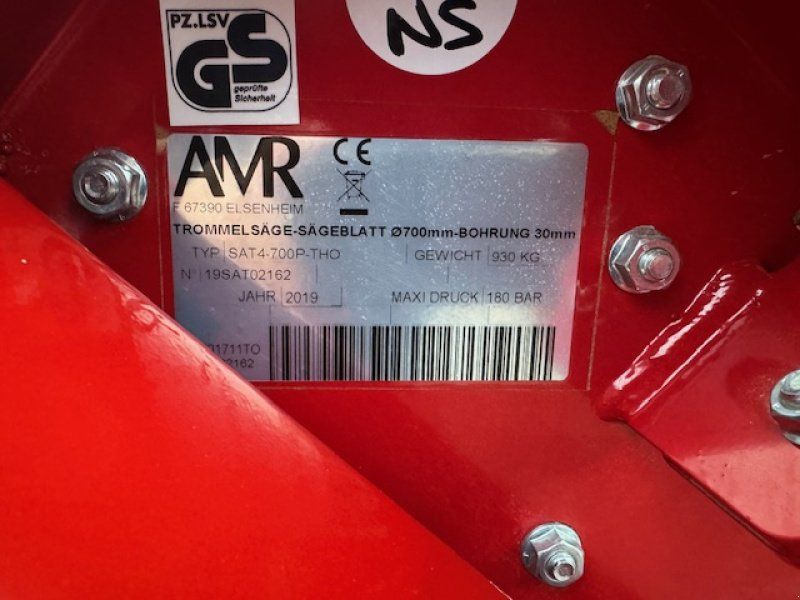 PZ.LSV
GS
geprüfte
Sicherheit
NS
AMR
CE
F 67390 ELSENHEIM
TROMMELSÄGE-SÄGEBLATT Ø700mm-BOHRUNG 30mm
TYP SAT4-700P-THO GEWICHT 930 KG
N° 19SAT02162
JAHR 2019 MAXI DRUCK 180 BAR